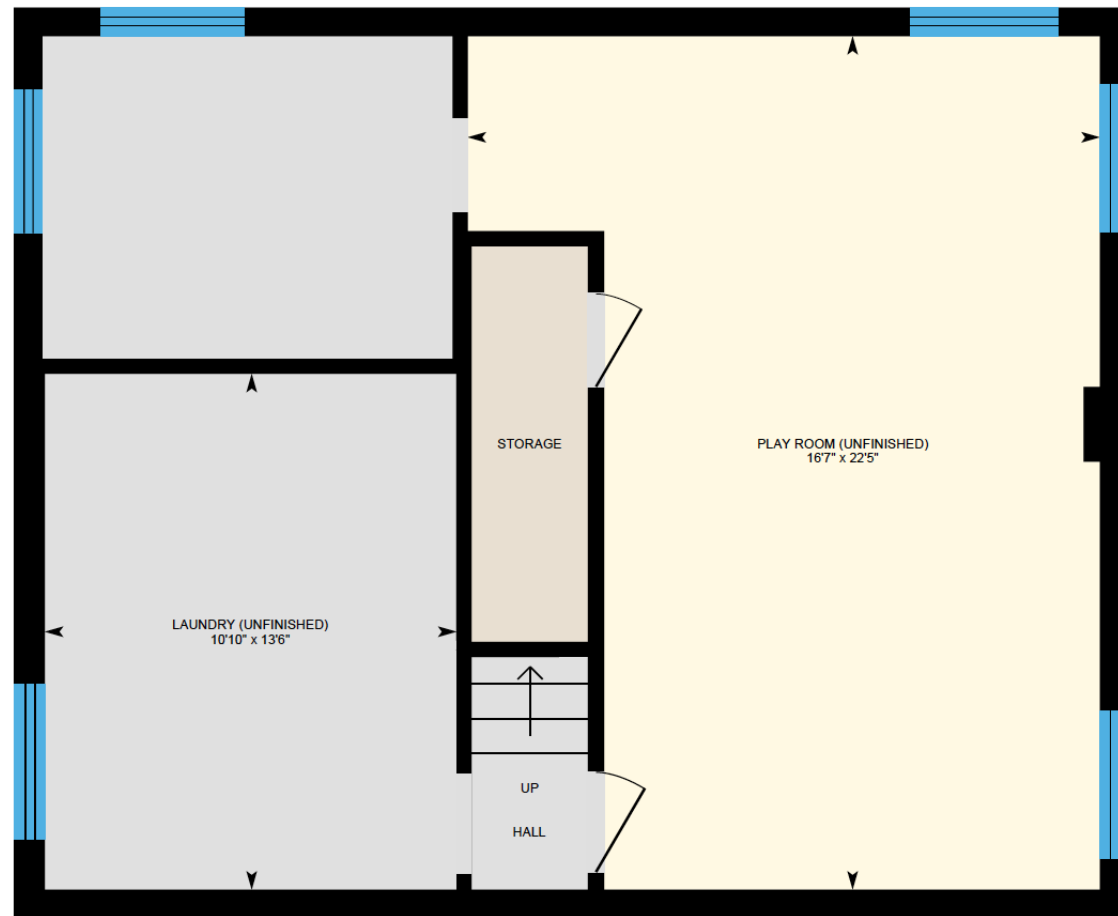 STORAGE
PLAY ROOM (UNFINISHED)
16'7" x 22'5"
LAUNDRY (UNFINISHED)
10'10" x 13'6"
UP
HALL